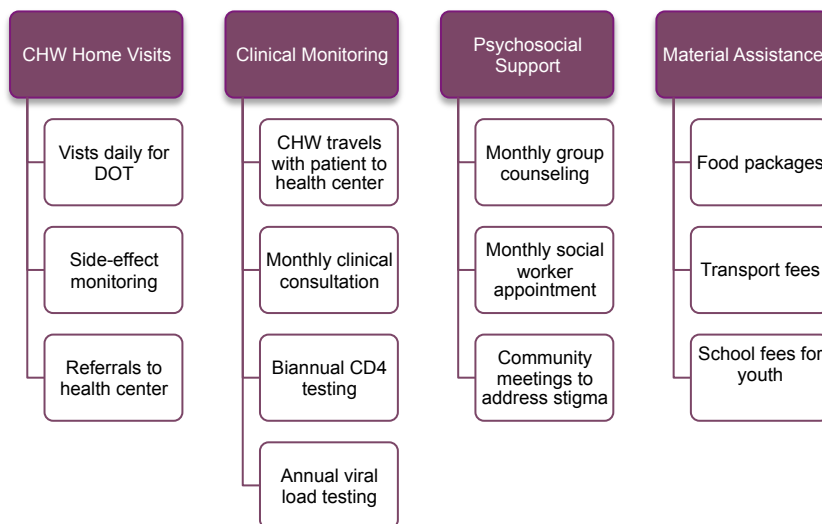 CHW Home Visits
Vists daily for
DOT
Side-effect
monitoring
Referrals to
health center
Clinical Monitoring
CHW travels
with patient to
health center
Monthly clinical
consultation
Biannual CD4
testing
Annual viral
load testing
Psychosocial
Support
Monthly group
counseling
Monthly social
worker
appointment
Community
meetings to
address stigma
Material Assistance
Food packages
Transport fees
School fees for
youth